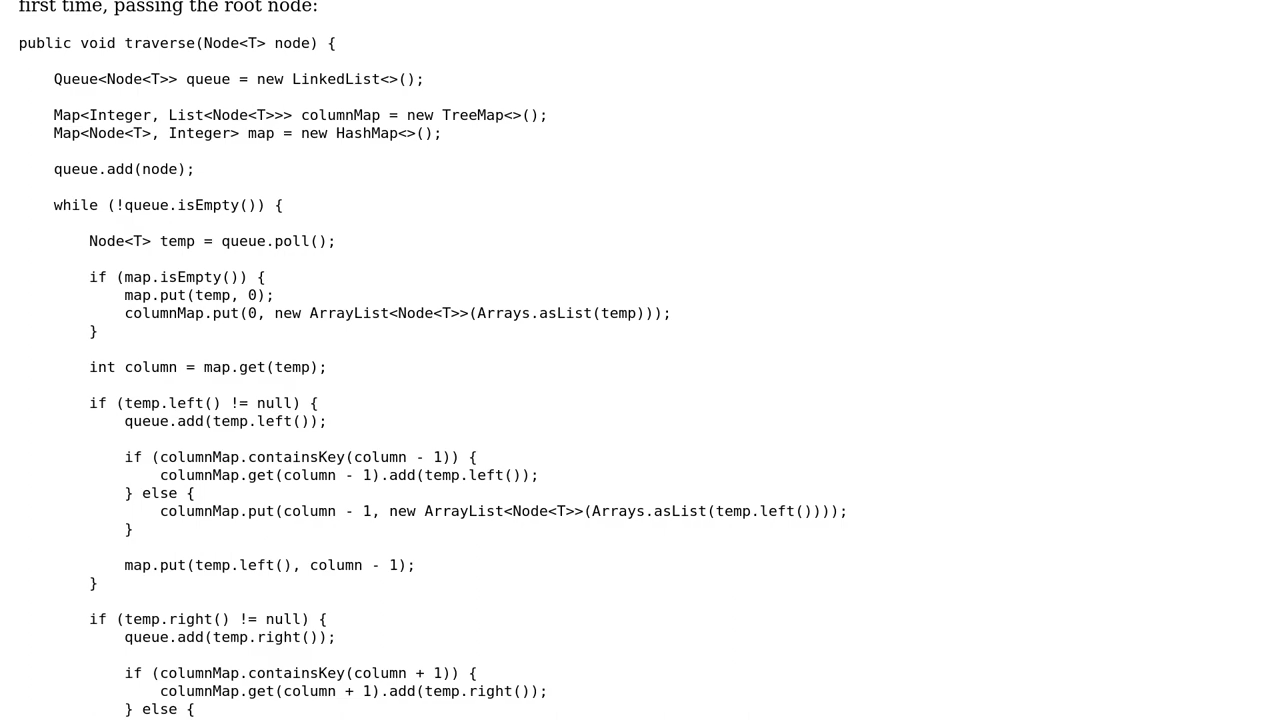 first time, passing the root node:
public void traverse(Node<T> node) {
    Queue<Node<T>> queue = new LinkedList<>();
    Map<Integer, List<Node<T>>> columnMap = new TreeMap<>();
    Map<Node<T>, Integer> map = new HashMap<>();
    queue.add(node);
    while (!queue.isEmpty()) {
        Node<T> temp = queue.poll();
        if (map.isEmpty()) {
            map.put(temp, 0);
            columnMap.put(0, new ArrayList<Node<T>>(Arrays.asList(temp)));
        }
        int column = map.get(temp);
        if (temp.left() != null) {
            queue.add(temp.left());
            if (columnMap.containsKey(column - 1)) {
                columnMap.get(column - 1).add(temp.left());
            } else {
                columnMap.put(column - 1, new ArrayList<Node<T>>(Arrays.asList(temp.left())));
            }
            map.put(temp.left(), column - 1);
        }
        if (temp.right() != null) {
            queue.add(temp.right());
            if (columnMap.containsKey(column + 1)) {
                columnMap.get(column + 1).add(temp.right());
            } else {